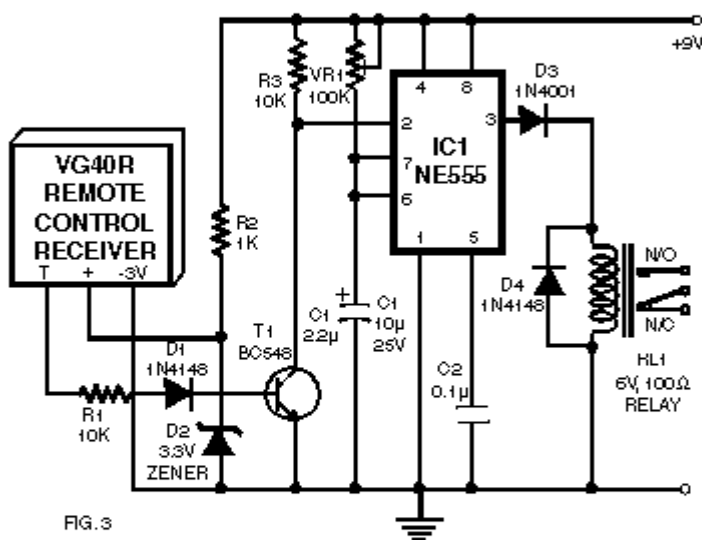 +9V
R3
10K
VR1
100K
4
8
D3
1N4001
2
3
IC1
NE555
7
6
1
5
VG40R
REMOTE
CONTROL
RECEIVER
T
+
-3V
R2
1K
D4
1N4148
N/O
N/C
RL1
6V, 100Ω
RELAY
D1
1N4148
T1
BC548
C1
2.2µ
+
C1
10µ
25V
C2
0.1µ
R1
10K
D2
3.3V
ZENER
FIG.3